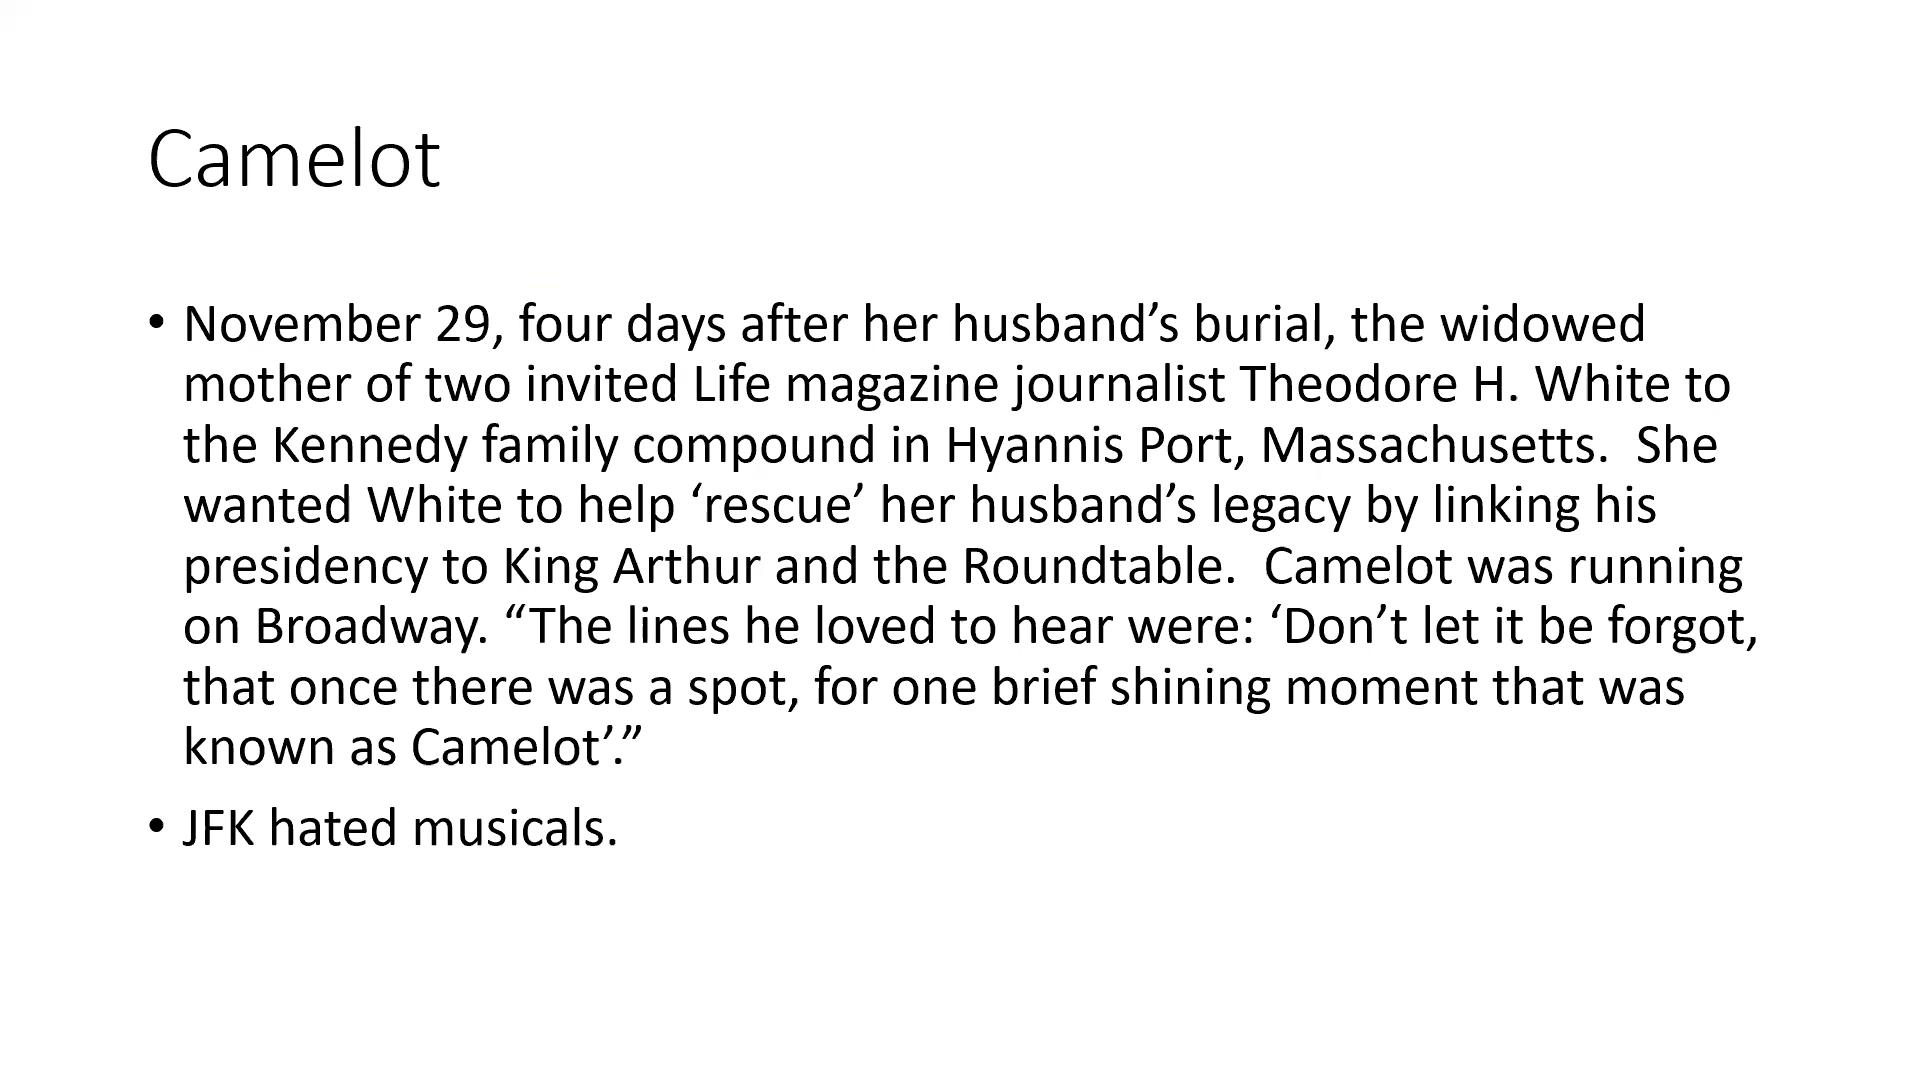 Camelot
• November 29, four days after her husband’s burial, the widowed
mother of two invited Life magazine journalist Theodore H. White to
the Kennedy family compound in Hyannis Port, Massachusetts.  She
wanted White to help ‘rescue’ her husband’s legacy by linking his
presidency to King Arthur and the Roundtable.  Camelot was running
on Broadway. “The lines he loved to hear were: ‘Don’t let it be forgot,
that once there was a spot, for one brief shining moment that was
known as Camelot’.”
• JFK hated musicals.